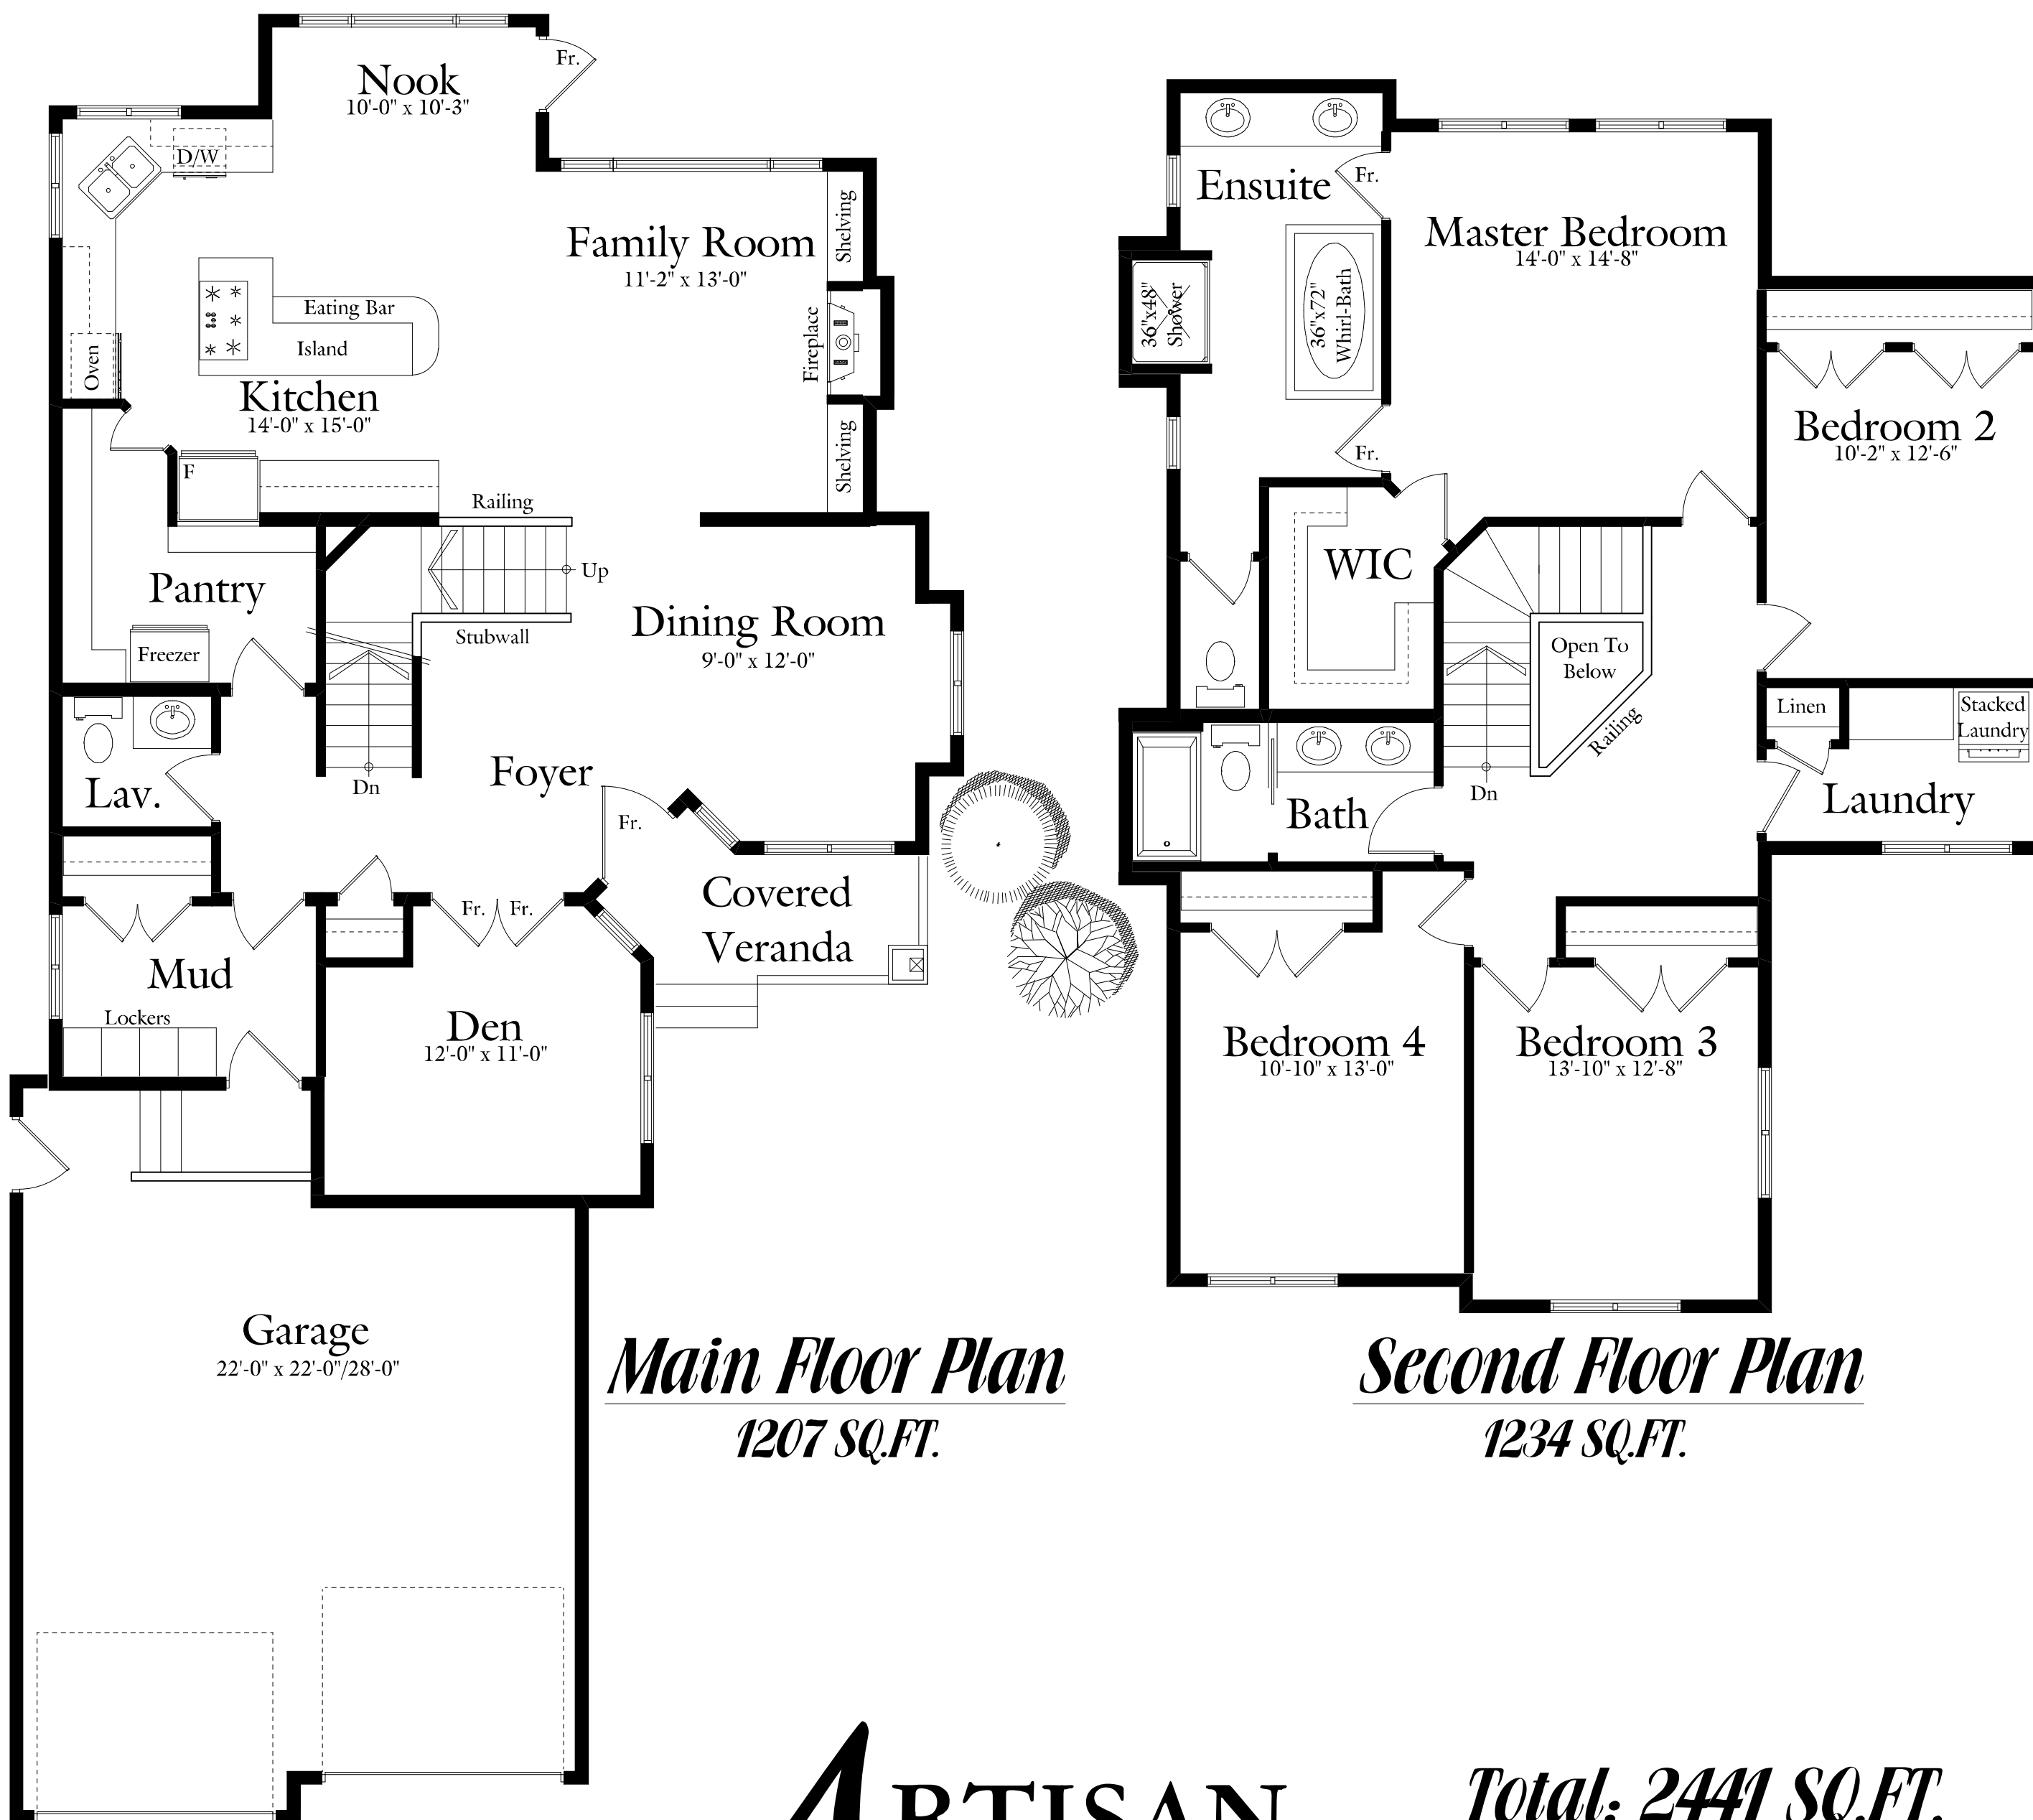 Nook
10'-0" x 10'-3"
Fr.
D/W
Family Room
11'-2" x 13'-0"
Shelving
Eating Bar
Island
Oven
Fireplace
Kitchen
14'-0" x 15'-0"
Shelving
F
Railing
Up
Pantry
Stubwall
Dining Room
9'-0" x 12'-0"
Freezer
Foyer
Dn
Lav.
Fr.
Covered
Veranda
Fr.
Fr.
Mud
Lockers
Den
12'-0" x 11'-0"
Garage
22'-0" x 22'-0"/28'-0"
Main Floor Plan
1207 SQ.FT.
Ensuite
Fr.
Master Bedroom
14'-0" x 14'-8"
36"x48"
Shower
36"x72"
Whirl-Bath
Bedroom 2
10'-2" x 12'-6"
Fr.
WIC
Open To
Below
Railing
Linen
Stacked
Laundry
Dn
Bath
Laundry
Bedroom 4
10'-10" x 13'-0"
Bedroom 3
13'-10" x 12'-8"
Second Floor Plan
1234 SQ.FT.
ARTISAN
Total: 2441 SQ.FT.